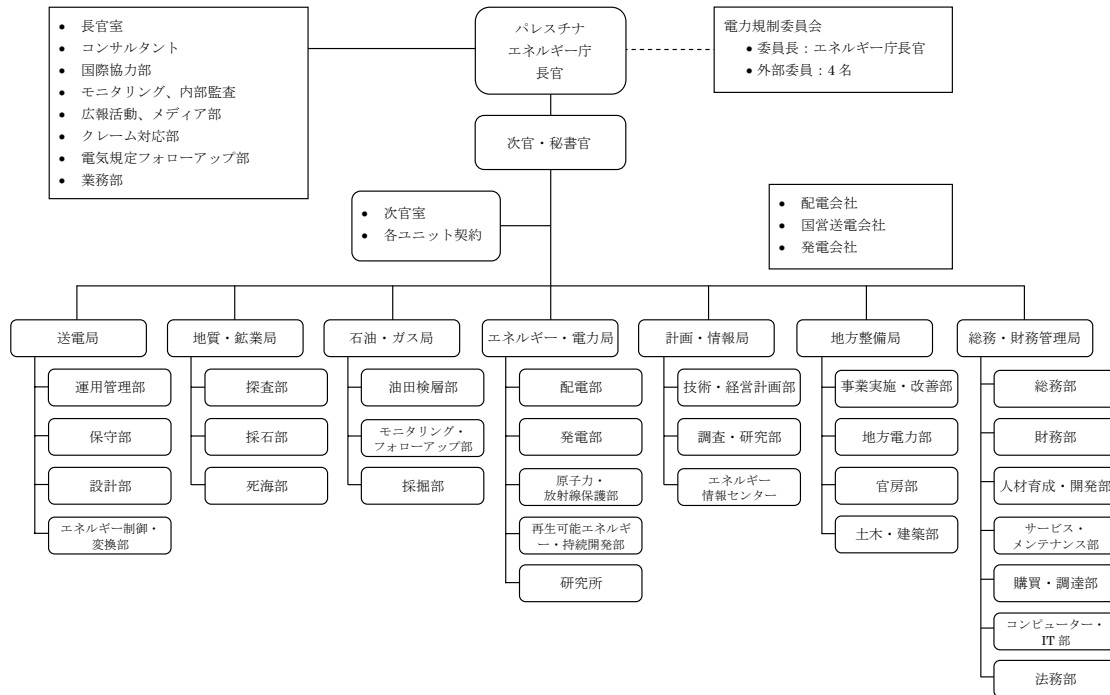 • 長官室
• コンサルタント
• 国際協力部
• モニタリング、内部監査
• 広報活動、メディア部
• クレーム対応部
• 電気規定フォローアップ部
• 業務部
パレスチナ
エネルギー庁
長官
電力規制委員会
• 委員長：エネルギー庁長官
• 外部委員：4 名
次官・秘書官
• 次官室
• 各ユニット契約
• 配電会社
• 国営送電会社
• 発電会社
送電局
運用管理部
保守部
設計部
エネルギー制御・
変換部
地質・鉱業局
探査部
採石部
死海部
石油・ガス局
油田検層部
モニタリング・
フォローアップ部
採掘部
エネルギー・電力局
配電部
発電部
原子力・
放射線保護部
再生可能エネルギ
ー・持続開発部
研究所
計画・情報局
技術・経営計画部
調査・研究部
エネルギー
情報センター
地方整備局
事業実施・改善部
地方電力部
官房部
土木・建築部
総務・財務管理局
総務部
財務部
人材育成・開発部
サービス・
メンテナンス部
購買・調達部
コンピューター・
IT 部
法務部